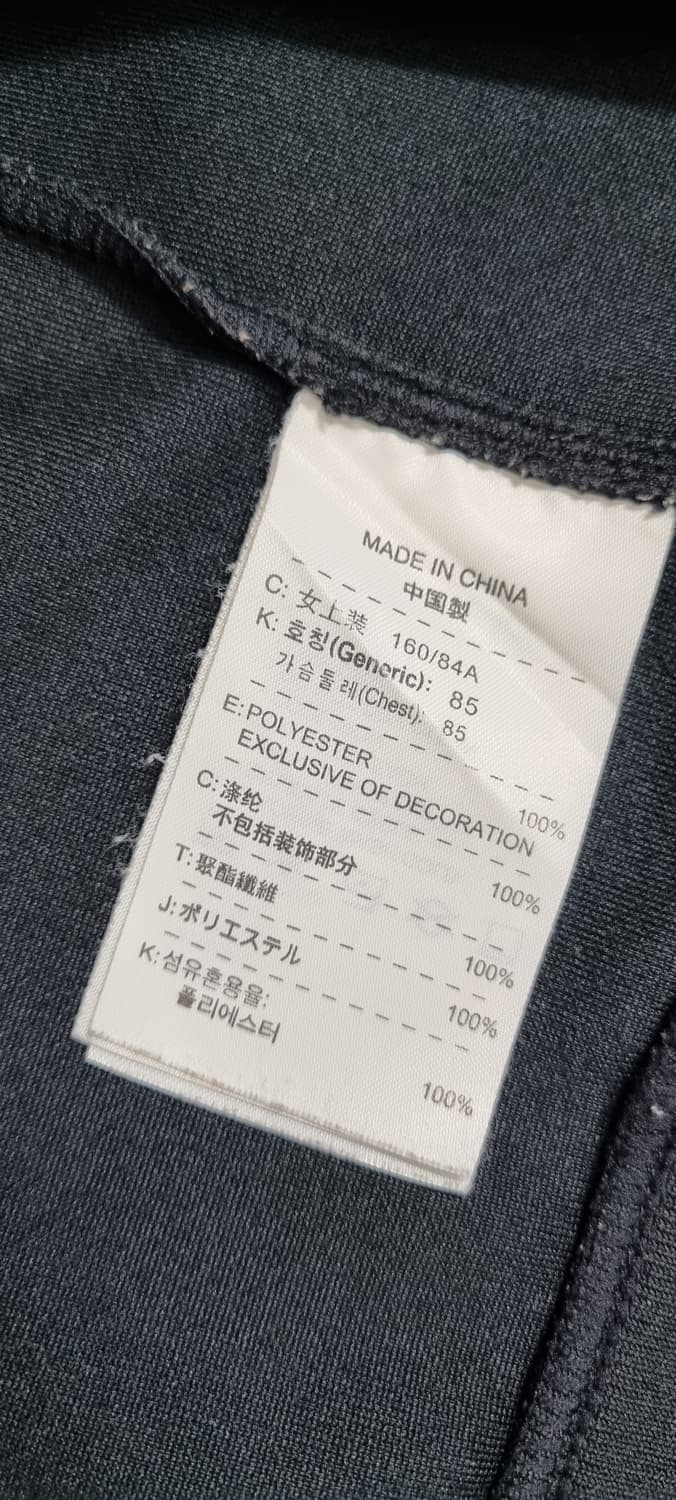 MADE IN CHINA
中国製
C: 女上装 160/84A
K: 호칭(Generic): 85
가슴둘레(Chest): 85
E: POLYESTER 100%
EXCLUSIVE OF DECORATION
C: 涤纶 100%
不包括装饰部分
T: 聚酯纖維 100%
J: ポリエステル 100%
K: 섬유혼용율:
폴리에스터 100%